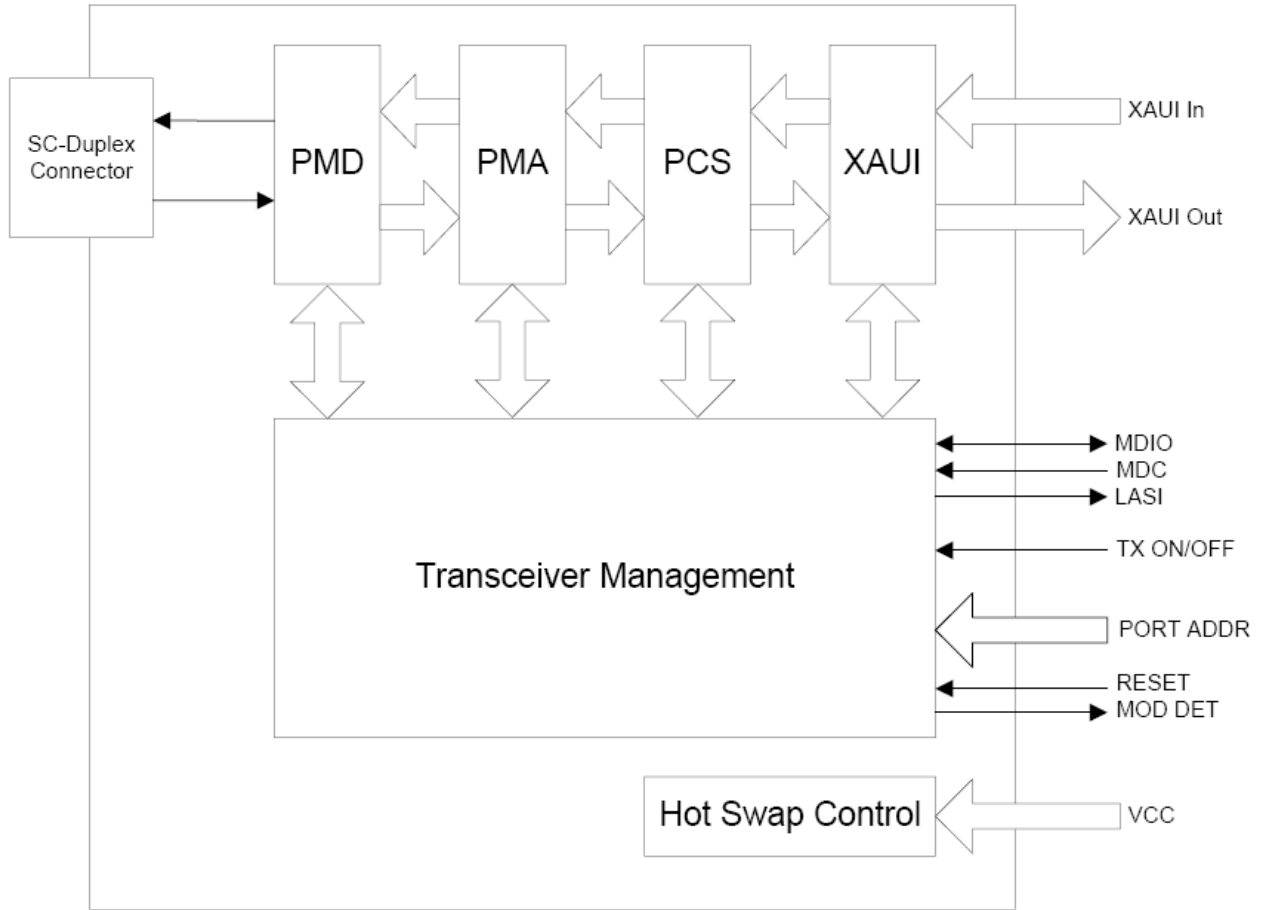 SC-Duplex
Connector
PMD
PMA
PCS
XAUI
XAUI In
XAUI Out
Transceiver Management
MDIO
MDC
LASI
TX ON/OFF
PORT ADDR
RESET
MOD DET
Hot Swap Control
VCC